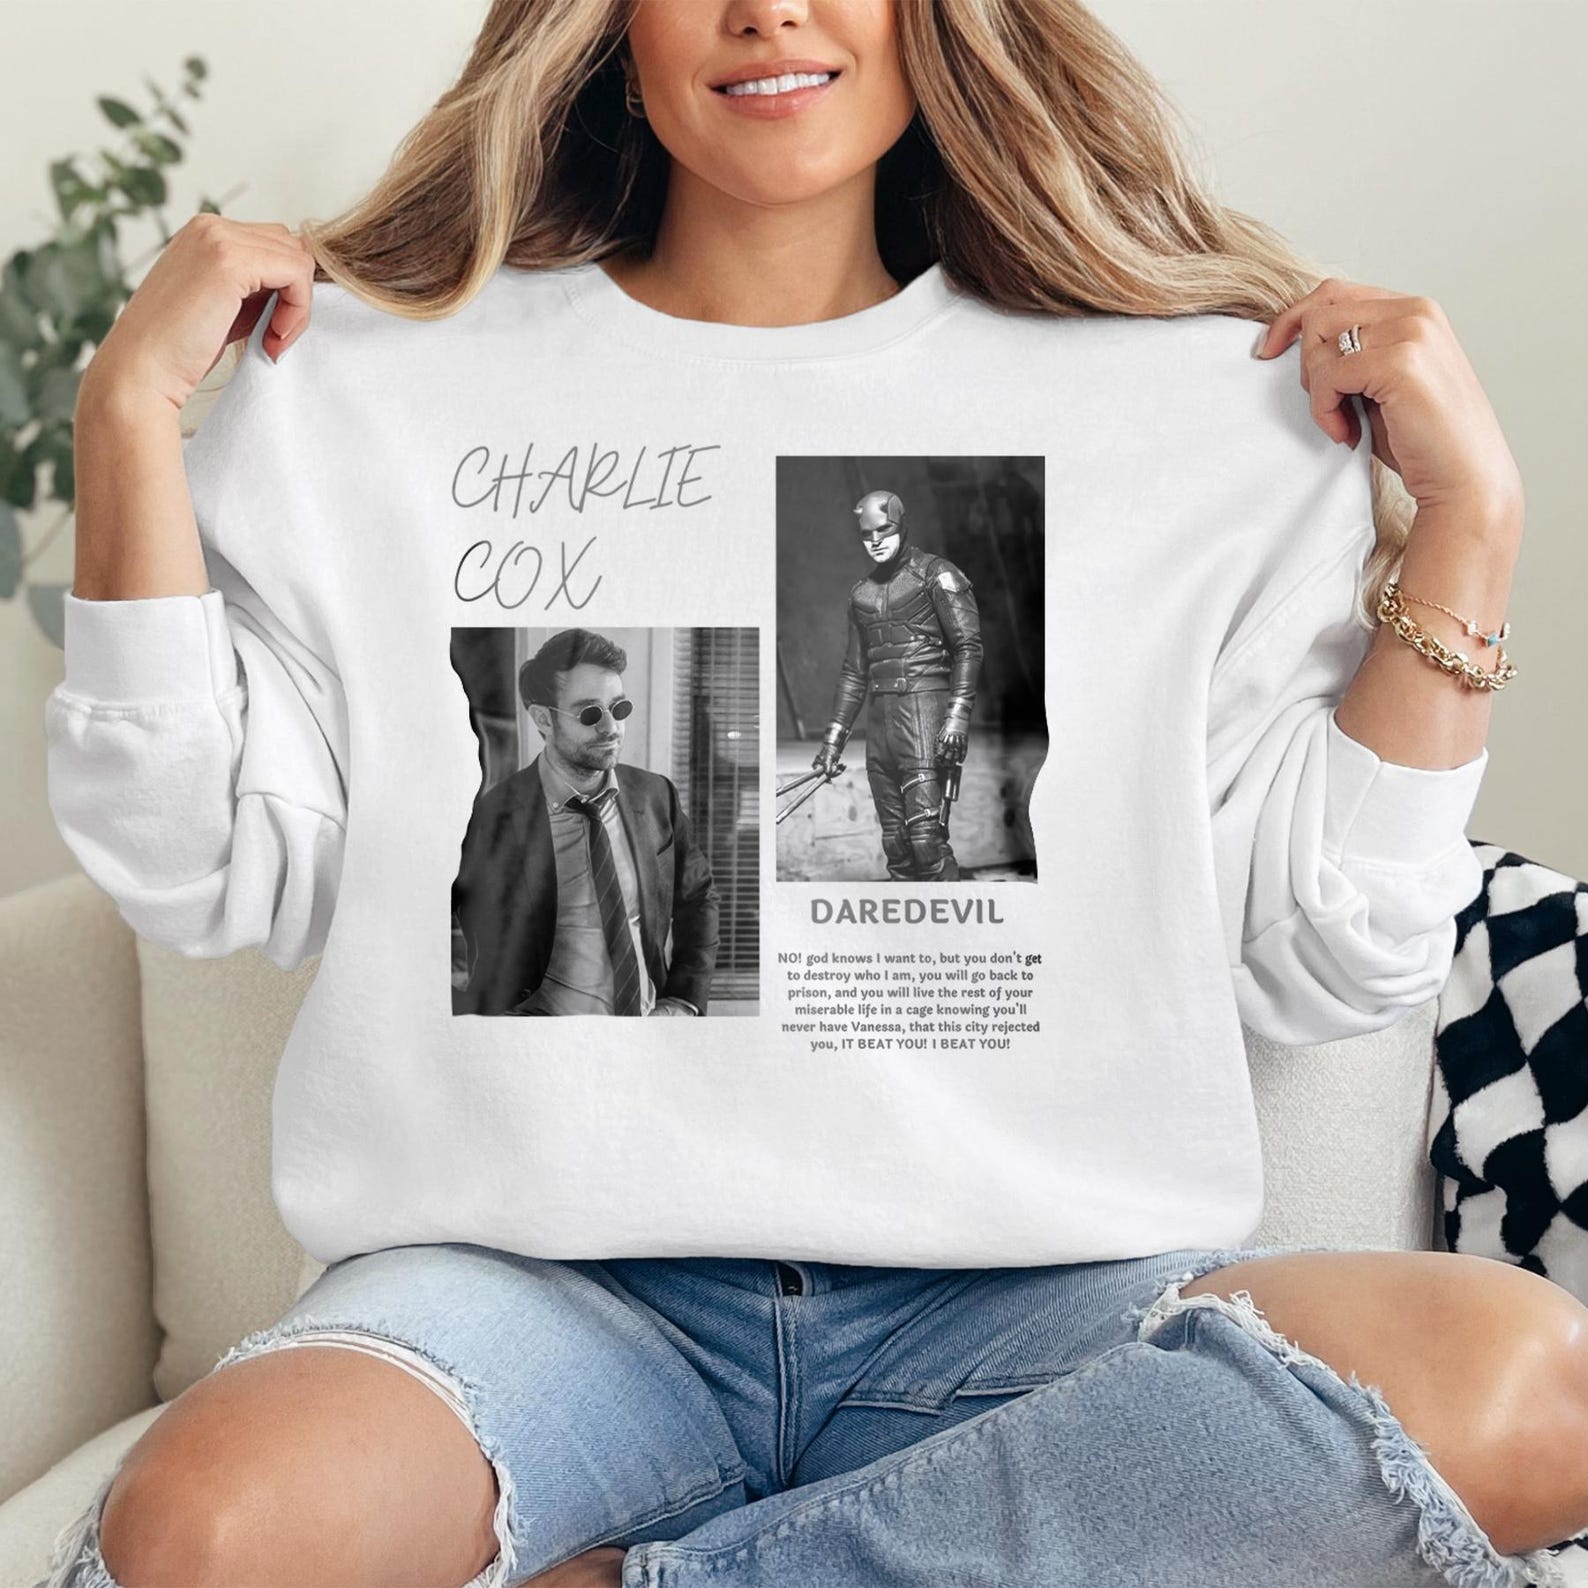 CHARLIE
COX
DAREDEVIL
NO! god knows I want to, but you don't get
to destroy who I am, you will go back to
prison, and you will live the rest of your
miserable life in a cage knowing you'll
never have Vanessa, that this city rejected
you, IT BEAT YOU! I BEAT YOU!